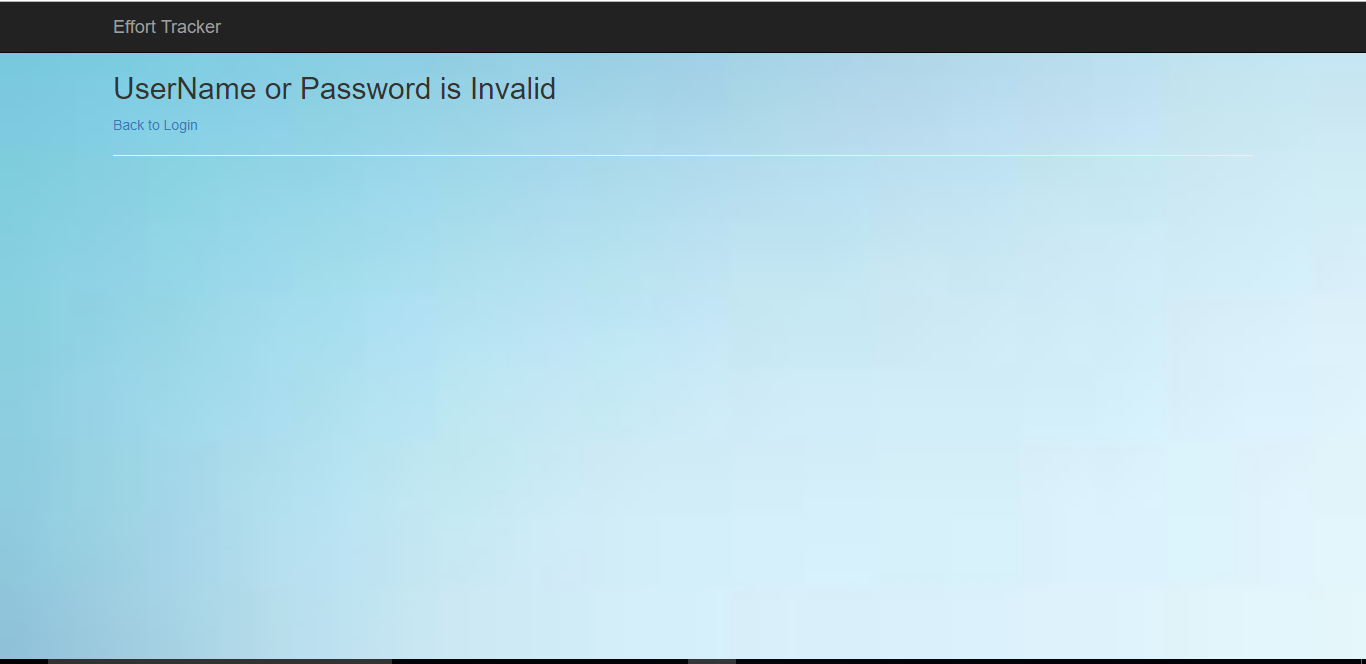 Effort Tracker
UserName or Password is Invalid
Back to Login